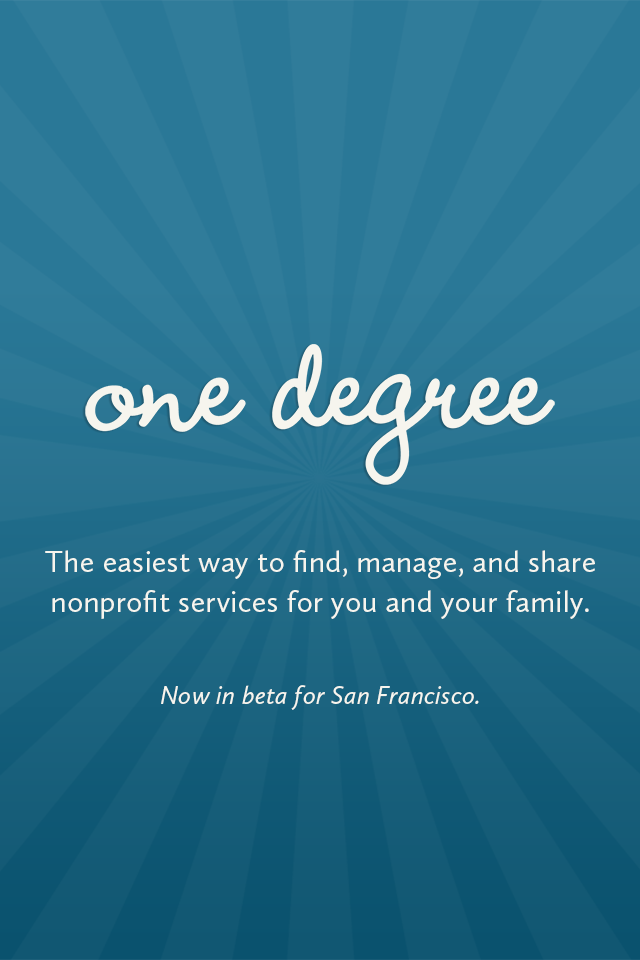 one degree
The easiest way to find, manage, and share
nonprofit services for you and your family.
Now in beta for San Francisco.